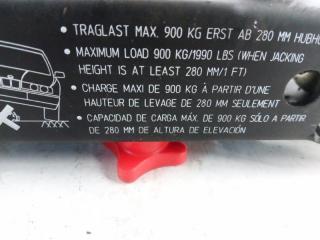 • TRAGLAST MAX. 900 KG ERST AB 280 MM HUBHÖ
• MAXIMUM LOAD 900 KG/1990 LBS (WHEN JACKING
HEIGHT IS AT LEAST 280 MM/1 FT)
• CHARGE MAXI DE 900 KG À PARTIR D'UNE
HAUTEUR DE LEVAGE DE 280 MM SEULEMENT
• CAPACIDAD DE CARGA MÁX. DE 900 KG SÓLO A PARTIR
DE 280 MM DE ALTURA DE ELEVACIÓN